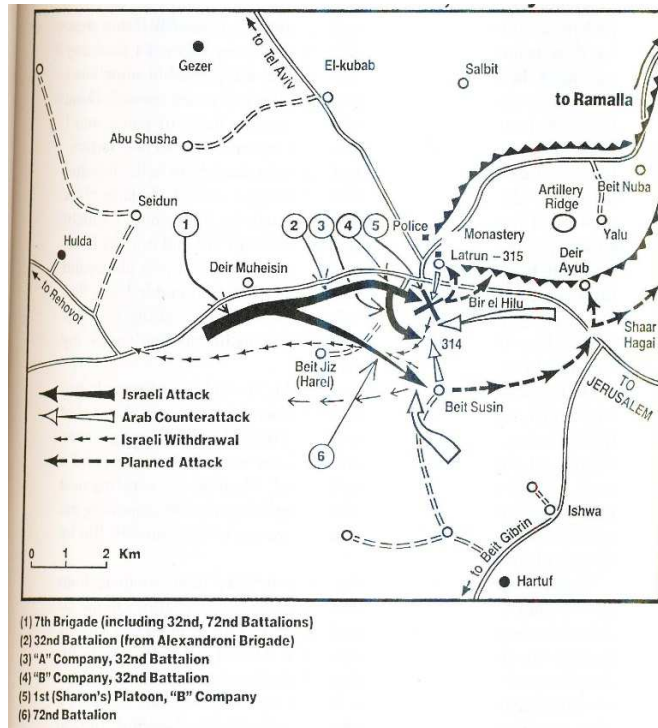 to Tel Aviv
Gezer
El-kubab
Salbit
to Ramalla
Abu Shusha
Artillery
Ridge
Beit Nuba
Seidun
1
2
3
4
5
Police
Monastery
Yalu
Hulda
Deir Muheisin
Latrun - 315
Deir
Ayub
to Rehovot
Bir el Hilu
314
Shaar
Hagai
Beit Jiz
(Harel)
TO
JERUSALEM
Israeli Attack
Beit Susin
Arab Counterattack
Israeli Withdrawal
Planned Attack
6
Ishwa
to Beit Gibrin
0 1 2 Km
Hartuf
(1) 7th Brigade (including 32nd, 72nd Battalions)
(2) 32nd Battalion (from Alexandroni Brigade)
(3) "A" Company, 32nd Battalion
(4) "B" Company, 32nd Battalion
(5) 1st (Sharon's) Platoon, "B" Company
(6) 72nd Battalion